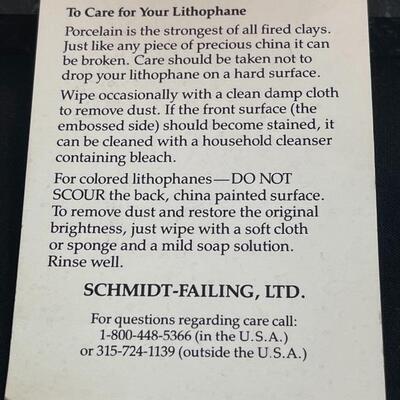 To Care for Your Lithophane
Porcelain is the strongest of all fired clays.
Just like any piece of precious china it can
be broken. Care should be taken not to
drop your lithophane on a hard surface.
Wipe occasionally with a clean damp cloth
to remove dust. If the front surface (the
embossed side) should become stained, it
can be cleaned with a household cleanser
containing bleach.
For colored lithophanes—DO NOT
SCOUR the back, china painted surface.
To remove dust and restore the original
brightness, just wipe with a soft cloth
or sponge and a mild soap solution.
Rinse well.
SCHMIDT-FAILING, LTD.
For questions regarding care call:
1-800-448-5366 (in the U.S.A.)
or 315-724-1139 (outside the U.S.A.)